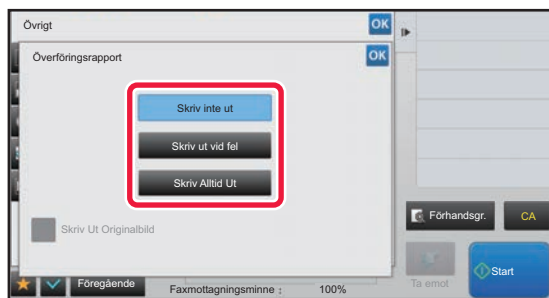 Övrigt
OK
Överföringsrapport
OK
Skriv inte ut
Skriv ut vid fel
Skriv Alltid Ut
Skriv Ut Originalbild
Förhandsgr.
CA
Föregående
Faxmottagningsminne :
100%
Ta emot
Start